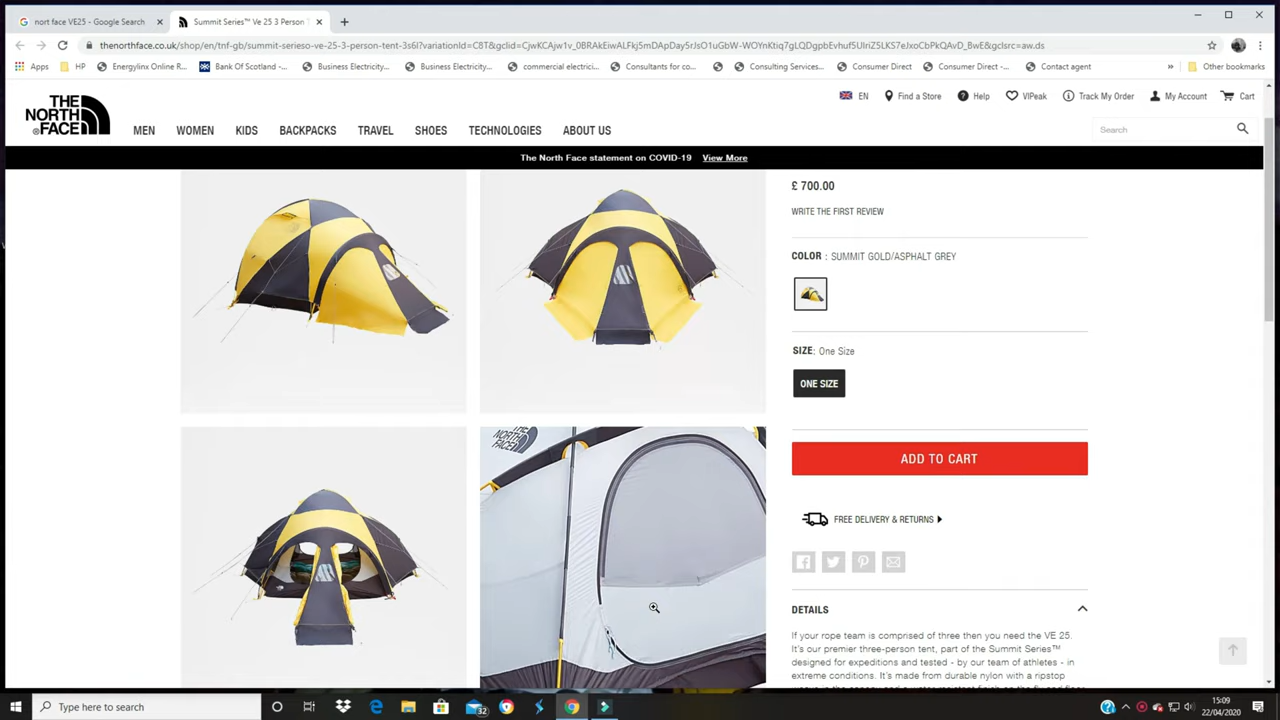 nort face VE25 - Google Search
Summit Series™ Ve 25 3 Person T
Apps
HP
Energylinx Online R...
Bank Of Scotland -...
Business Electricity...
Business Electricity...
commercial electrici...
Consultants for co...
Consulting Services...
Consumer Direct
Consumer Direct -...
Contact agent
»
Other bookmarks
THE NORTH FACE
EN
Find a Store
Help
VIPeak
Track My Order
My Account
Cart
MEN
WOMEN
KIDS
BACKPACKS
TRAVEL
SHOES
TECHNOLOGIES
ABOUT US
Search
The North Face statement on COVID-19 View More
£ 700.00
WRITE THE FIRST REVIEW
COLOR : SUMMIT GOLD/ASPHALT GREY
SIZE: One Size
ONE SIZE
ADD TO CART
FREE DELIVERY & RETURNS
DETAILS
If your rope team is comprised of three then you need the VE 25.
It's our premier three-person tent, part of the Summit Series™
designed for expeditions and tested - by our team of athletes - in
extreme conditions. It's made from durable nylon with a ripstop
Type here to search
32
15:09
22/04/2020